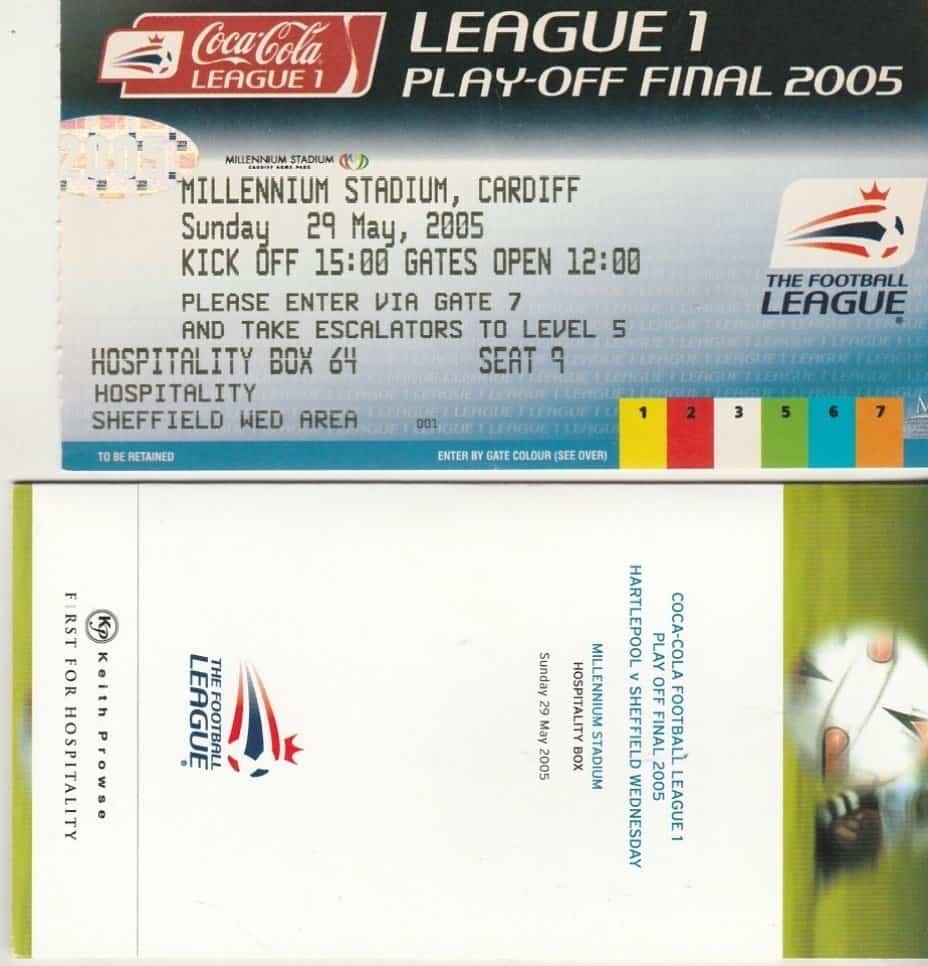 Coca-Cola
LEAGUE 1
LEAGUE 1
PLAY-OFF FINAL 2005
2005
MILLENNIUM STADIUM
CARDIFF ARMS PARK
MILLENNIUM STADIUM, CARDIFF
Sunday 29 May, 2005
KICK OFF 15:00 GATES OPEN 12:00
PLEASE ENTER VIA GATE 7
AND TAKE ESCALATORS TO LEVEL 5
HOSPITALITY BOX 64 SEAT 9
HOSPITALITY
SHEFFIELD WED AREA 001
THE FOOTBALL
LEAGUE
1 2 3 5 6 7
TO BE RETAINED
ENTER BY GATE COLOUR (SEE OVER)
COCA-COLA FOOTBALL LEAGUE 1
PLAY OFF FINAL 2005
HARTLEPOOL v SHEFFIELD WEDNESDAY
MILLENNIUM STADIUM
HOSPITALITY BOX
Sunday 29 May 2005
THE FOOTBALL
LEAGUE
KP Keith Prowse
FIRST FOR HOSPITALITY